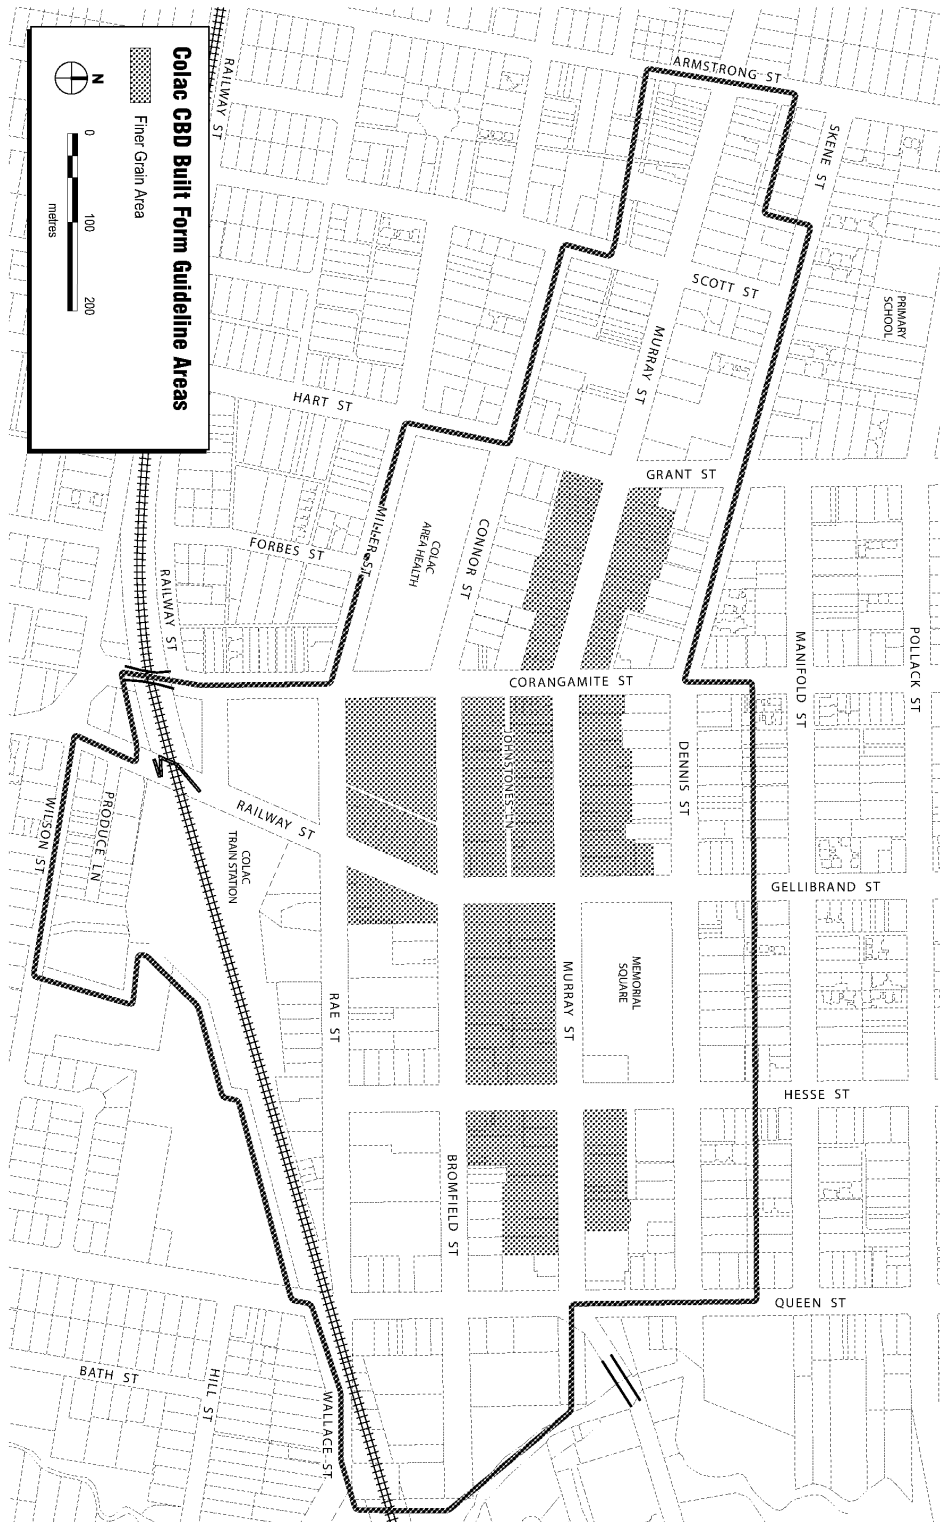 Colac CBD Built Form Guideline Areas
Finer Grain Area
N
0 100 200
metres
RAILWAY ST
ARMSTRONG ST
SKENE ST
SCOTT ST
PRIMARY
SCHOOL
MURRAY ST
HART ST
GRANT ST
MILLER ST
COLAC
AREA HEALTH
CONNOR ST
FORBES ST
RAILWAY ST
MANIFOLD ST
POLLACK ST
CORANGAMITE ST
JOHNSTONES LN
DENNIS ST
WILSON ST
PRODUCE LN
RAILWAY ST
COLAC
TRAIN STATION
GELLIBRAND ST
RAE ST
MURRAY ST
MEMORIAL
SQUARE
HESSE ST
BROMFIELD ST
QUEEN ST
BATH ST
HILL ST
WALLACE ST